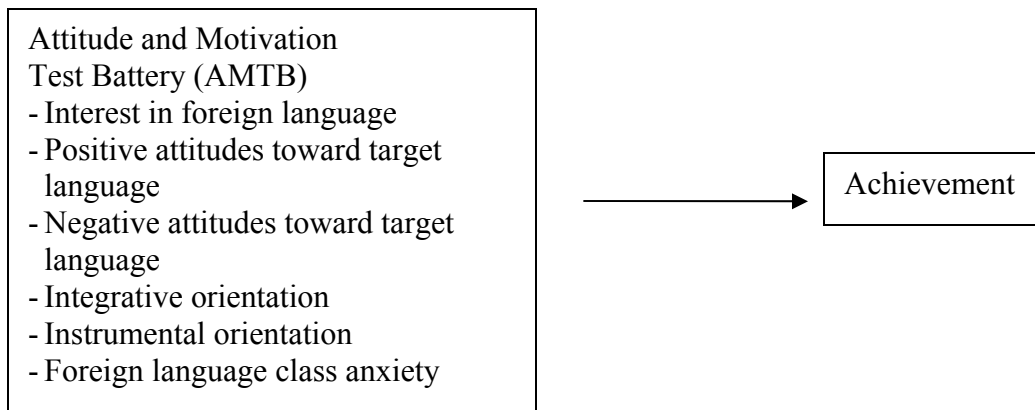 Attitude and Motivation
Test Battery (AMTB)
- Interest in foreign language
- Positive attitudes toward target
language
- Negative attitudes toward target
language
- Integrative orientation
- Instrumental orientation
- Foreign language class anxiety
Achievement